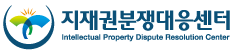 지재권분쟁대응센터
Intellectual Property Dispute Resolution Center